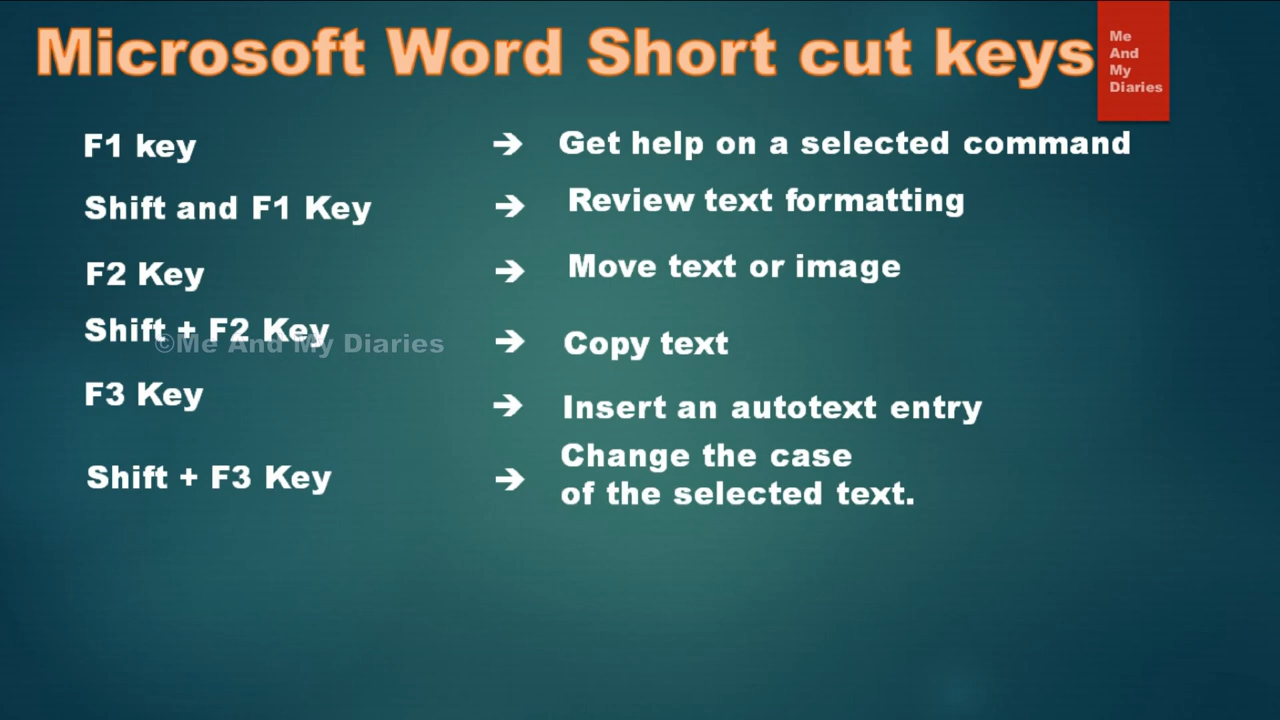 Microsoft Word Short cut keys
Me
And
My
Diaries
F1 key ➔ Get help on a selected command
Shift and F1 Key ➔ Review text formatting
F2 Key ➔ Move text or image
Shift + F2 Key ➔ Copy text
©Me And My Diaries
F3 Key ➔ Insert an autotext entry
Shift + F3 Key ➔ Change the case
of the selected text.